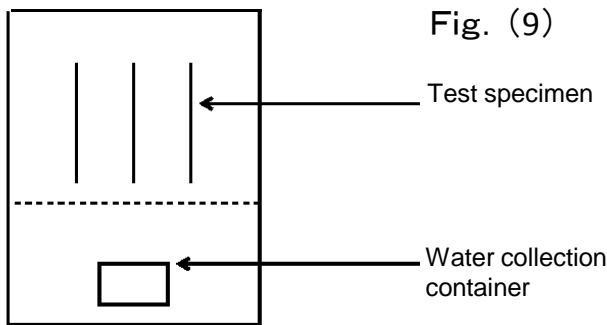 Fig.（9）
Test specimen
Water collection
container